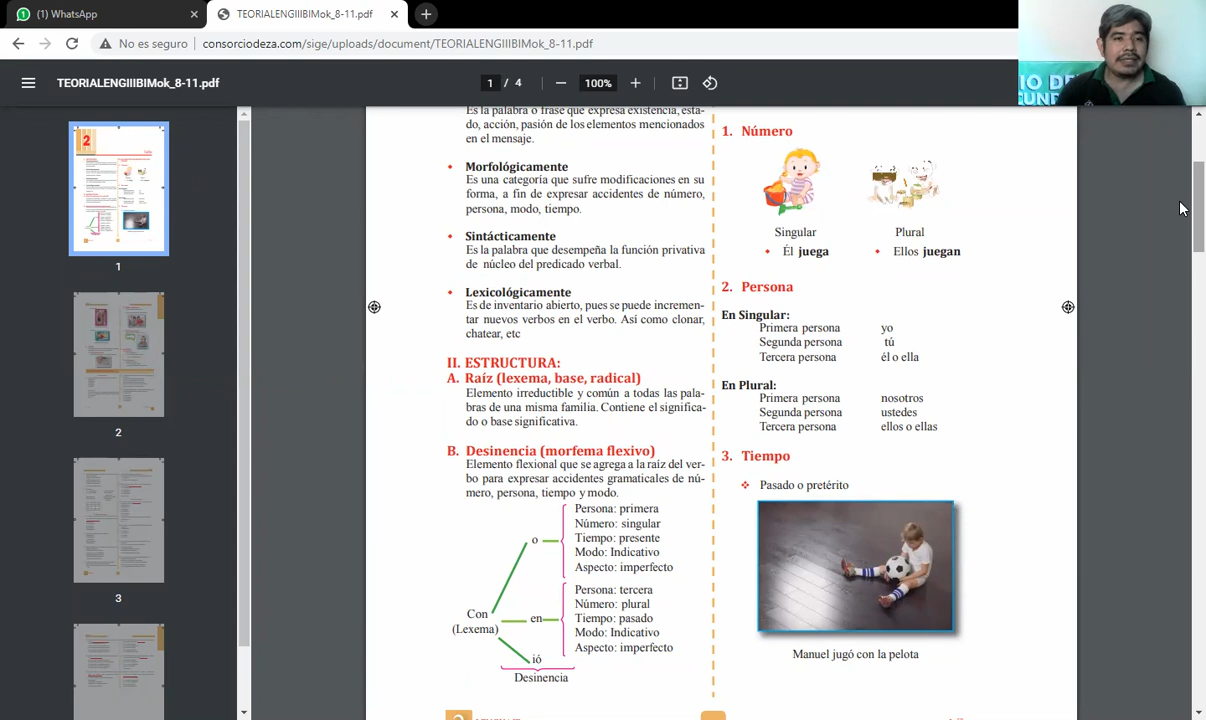 (1) WhatsApp
TEORIALENGIIIBIMok_8-11.pdf
No es seguro
consorciodeza.com/sige/uploads/document/TEORIALENGIIIBIMok_8-11.pdf
TEORIALENGIIIBIMok_8-11.pdf
1 / 4
100%
2
1
2
3
Es la palabra o frase que expresa existencia, esta-
do, acción, pasión de los elementos mencionados
en el mensaje.
• Morfológicamente
Es una categoría que sufre modificaciones en su
forma, a fin de expresar accidentes de número,
persona, modo, tiempo.
• Sintácticamente
Es la palabra que desempeña la función privativa
de núcleo del predicado verbal.
• Lexicológicamente
Es de inventario abierto, pues se puede incremen-
tar nuevos verbos en el verbo. Así como clonar,
chatear, etc
II. ESTRUCTURA:
A. Raíz (lexema, base, radical)
Elemento irreductible y común a todas las pala-
bras de una misma familia. Contiene el significa-
do o base significativa.
B. Desinencia (morfema flexivo)
Elemento flexional que se agrega a la raíz del ver-
bo para expresar accidentes gramaticales de nú-
mero, persona, tiempo y modo.
Con
(Lexema)
o
Persona: primera
Número: singular
Tiempo: presente
Modo: Indicativo
Aspecto: imperfecto
en
Persona: tercera
Número: plural
Tiempo: pasado
Modo: Indicativo
Aspecto: imperfecto
ió
Desinencia
1. Número
Singular
Plural
• Él juega
• Ellos juegan
2. Persona
En Singular:
Primera persona yo
Segunda persona tú
Tercera persona él o ella
En Plural:
Primera persona nosotros
Segunda persona ustedes
Tercera persona ellos o ellas
3. Tiempo
Pasado o pretérito
Manuel jugó con la pelota